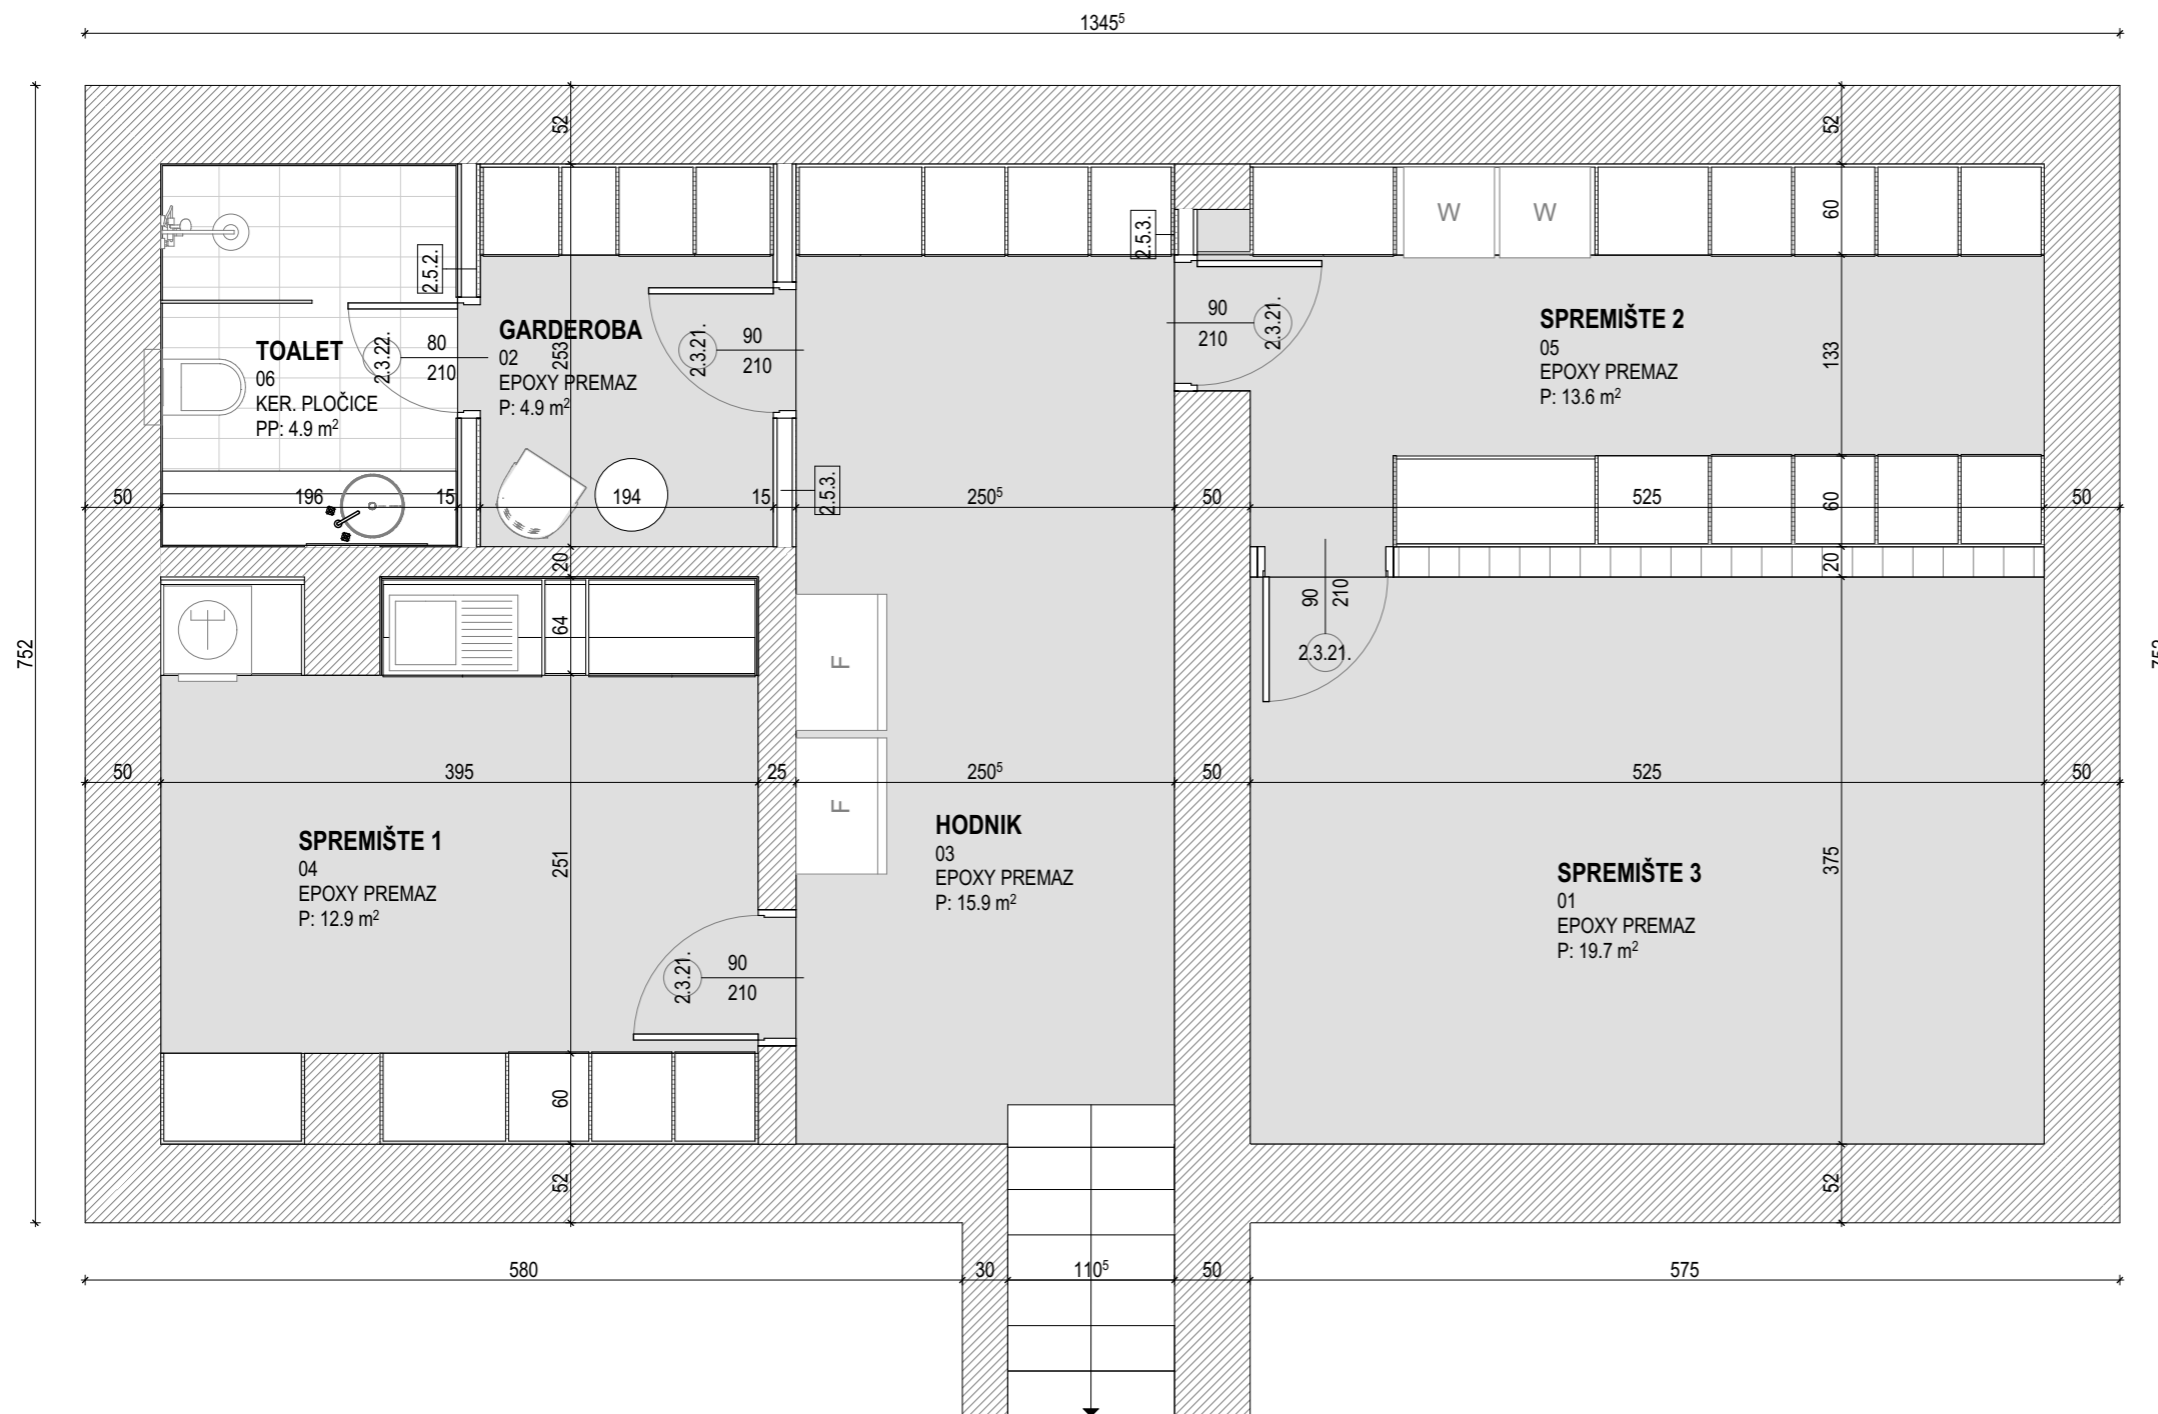 1345⁵
752
752
52
52
60
W
W
2.5.2.
2.5.3.
TOALET
06
KER. PLOČICE
PP: 4.9 m²
2.3.22.
80
210
GARDEROBA
02
EPOXY PREMAZ
P: 4.9 m²
253
2.3.21.
90
210
90
210
2.3.21.
SPREMIŠTE 2
05
EPOXY PREMAZ
P: 13.6 m²
133
50
196
15
194
15
2.5.3.
250⁵
50
525
60
50
20
20
64
F
90
210
2.3.21.
50
395
25
250⁵
50
525
50
F
SPREMIŠTE 1
04
EPOXY PREMAZ
P: 12.9 m²
251
HODNIK
03
EPOXY PREMAZ
P: 15.9 m²
SPREMIŠTE 3
01
EPOXY PREMAZ
P: 19.7 m²
375
2.3.21.
90
210
60
52
52
580
30
110⁵
50
575